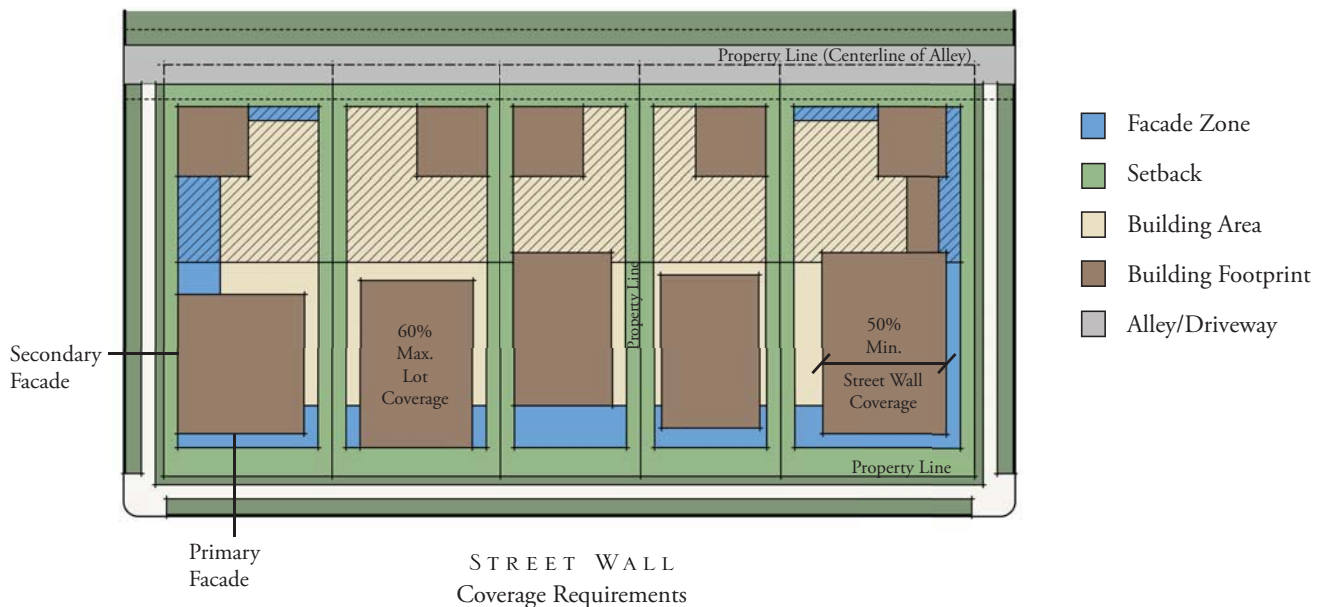 Property Line (Centerline of Alley)
Facade Zone
Setback
Building Area
Building Footprint
Alley/Driveway
Property Line
60%
Max.
Lot
Coverage
50%
Min.
Street Wall
Coverage
Secondary
Facade
Property Line
Primary
Facade
STREET WALL
Coverage Requirements